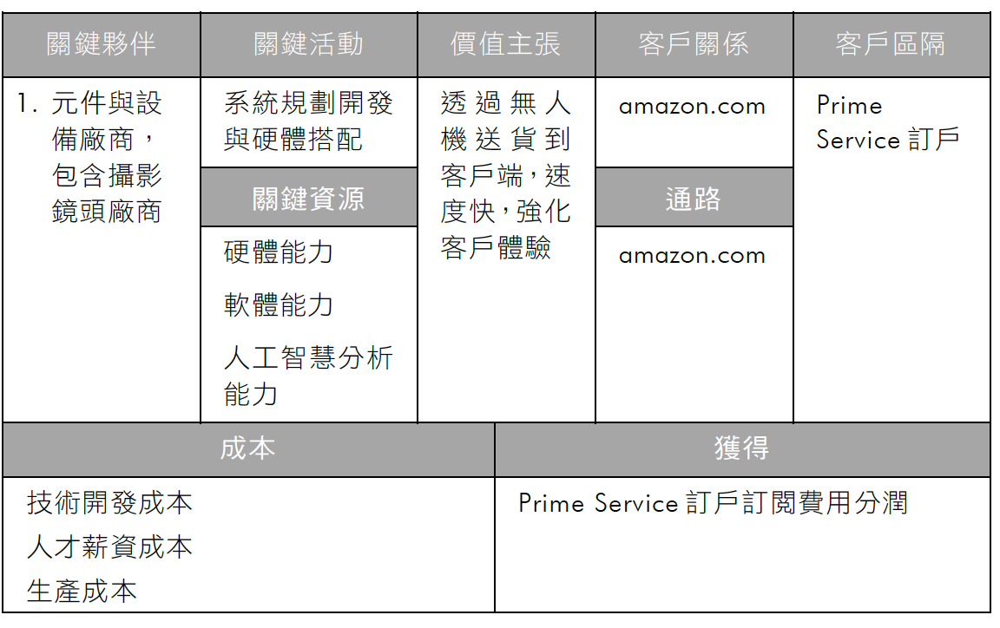 關鍵夥伴
關鍵活動
價值主張
客戶關係
客戶區隔
1. 元件與設
備廠商，
包含攝影
鏡頭廠商
系統規劃開發
與硬體搭配
關鍵資源
硬體能力
軟體能力
人工智慧分析
能力
透過無人
機送貨到
客戶端，速
度快，強化
客戶體驗
amazon.com
通路
amazon.com
Prime
Service 訂戶
成本
技術開發成本
人才薪資成本
生產成本
獲得
Prime Service 訂戶訂閱費用分潤